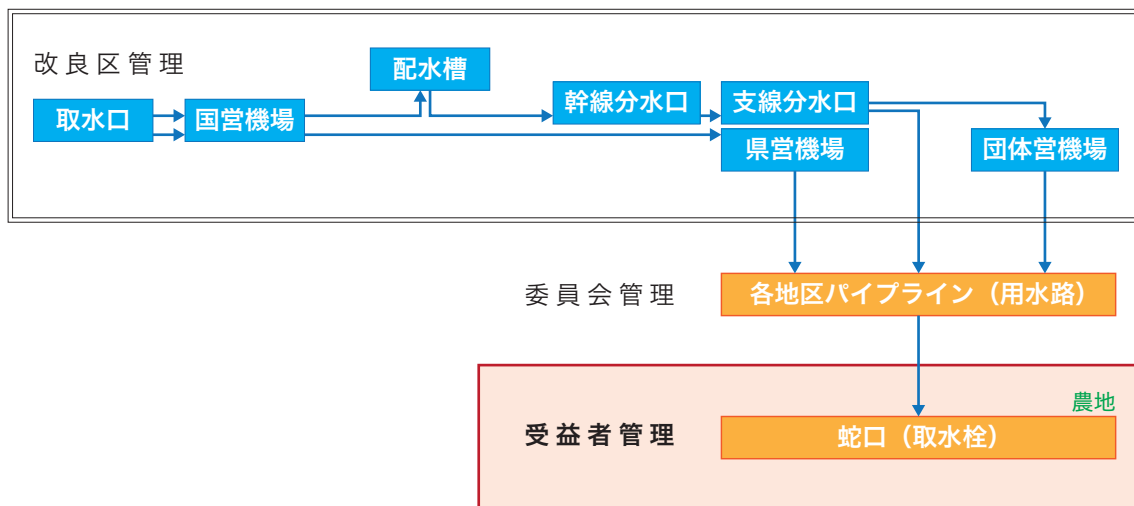 改良区管理
配水槽
取水口
国営機場
幹線分水口
支線分水口
県営機場
団体営機場
委員会管理
各地区パイプライン（用水路）
農地
受益者管理
蛇口（取水栓）